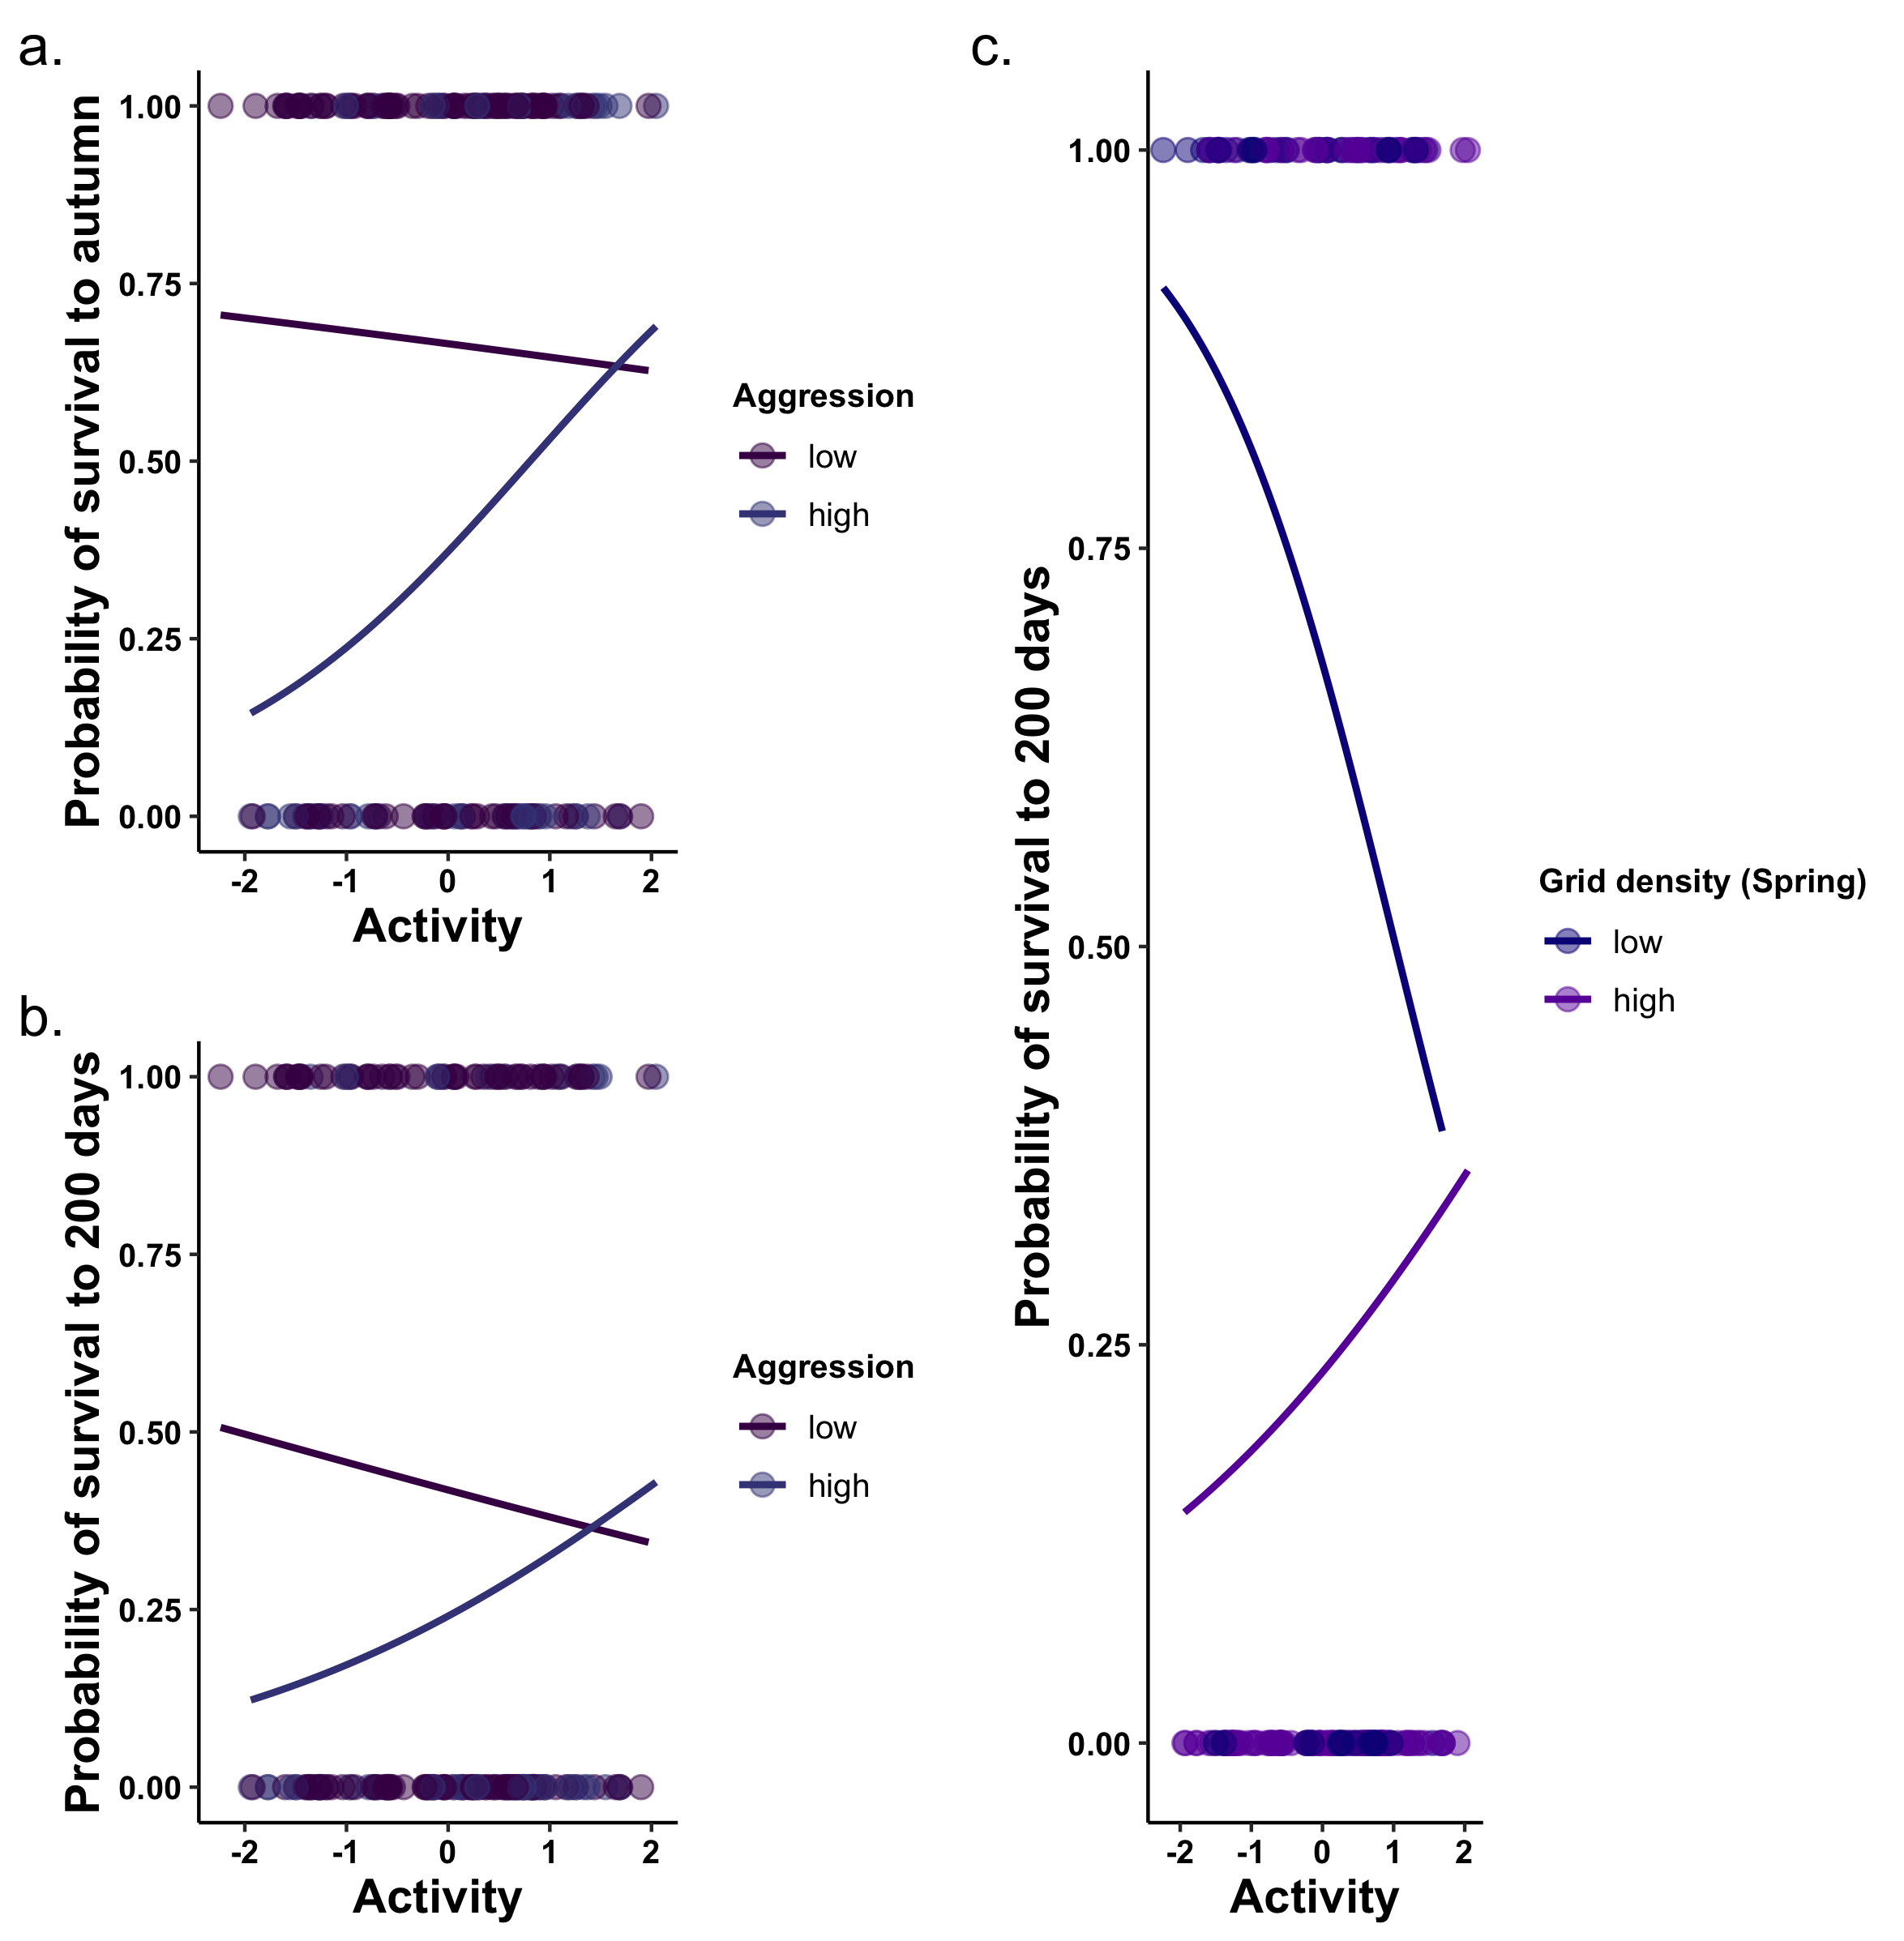 a.
Probability of survival to autumn
1.00
0.75
0.50
0.25
0.00
-2 -1 0 1 2
Activity
Aggression
low
high
b.
Probability of survival to 200 days
1.00
0.75
0.50
0.25
0.00
-2 -1 0 1 2
Activity
Aggression
low
high
c.
Probability of survival to 200 days
1.00
0.75
0.50
0.25
0.00
-2 -1 0 1 2
Activity
Grid density (Spring)
low
high